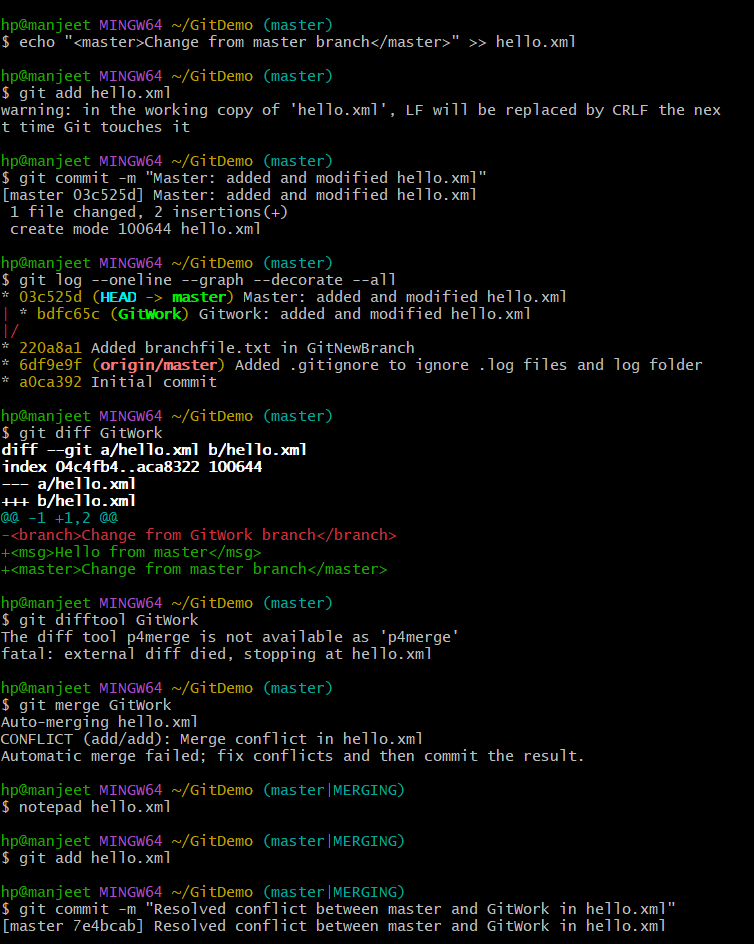 hp@manjeet MINGW64 ~/GitDemo (master)
$ echo "<master>Change from master branch</master>" >> hello.xml
hp@manjeet MINGW64 ~/GitDemo (master)
$ git add hello.xml
warning: in the working copy of 'hello.xml', LF will be replaced by CRLF the nex
t time Git touches it
hp@manjeet MINGW64 ~/GitDemo (master)
$ git commit -m "Master: added and modified hello.xml"
[master 03c525d] Master: added and modified hello.xml
 1 file changed, 2 insertions(+)
 create mode 100644 hello.xml
hp@manjeet MINGW64 ~/GitDemo (master)
$ git log --oneline --graph --decorate --all
* 03c525d (HEAD -> master) Master: added and modified hello.xml
| * bdfc65c (GitWork) Gitwork: added and modified hello.xml
|/
* 220a8a1 Added branchfile.txt in GitNewBranch
* 6df9e9f (origin/master) Added .gitignore to ignore .log files and log folder
* a0ca392 Initial commit
hp@manjeet MINGW64 ~/GitDemo (master)
$ git diff GitWork
diff --git a/hello.xml b/hello.xml
index 04c4fb4..aca8322 100644
--- a/hello.xml
+++ b/hello.xml
@@ -1 +1,2 @@
-<branch>Change from GitWork branch</branch>
+<msg>Hello from master</msg>
+<master>Change from master branch</master>
hp@manjeet MINGW64 ~/GitDemo (master)
$ git difftool GitWork
The diff tool p4merge is not available as 'p4merge'
fatal: external diff died, stopping at hello.xml
hp@manjeet MINGW64 ~/GitDemo (master)
$ git merge GitWork
Auto-merging hello.xml
CONFLICT (add/add): Merge conflict in hello.xml
Automatic merge failed; fix conflicts and then commit the result.
hp@manjeet MINGW64 ~/GitDemo (master|MERGING)
$ notepad hello.xml
hp@manjeet MINGW64 ~/GitDemo (master|MERGING)
$ git add hello.xml
hp@manjeet MINGW64 ~/GitDemo (master|MERGING)
$ git commit -m "Resolved conflict between master and GitWork in hello.xml"
[master 7e4bcab] Resolved conflict between master and GitWork in hello.xml